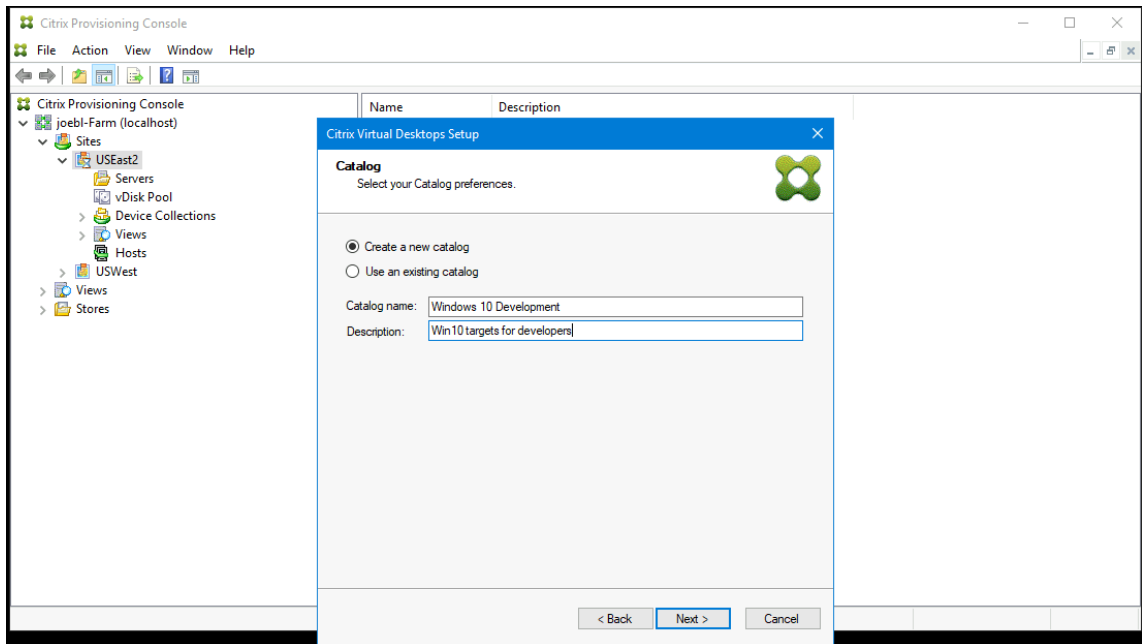 Citrix Provisioning Console
File Action View Window Help
Citrix Provisioning Console
joebl-Farm (localhost)
Sites
USEast2
Servers
vDisk Pool
Device Collections
Views
Hosts
USWest
Views
Stores
Name Description
Citrix Virtual Desktops Setup
Catalog
Select your Catalog preferences.
Create a new catalog
Use an existing catalog
Catalog name: Windows 10 Development
Description: Win10 targets for developers
< Back Next > Cancel